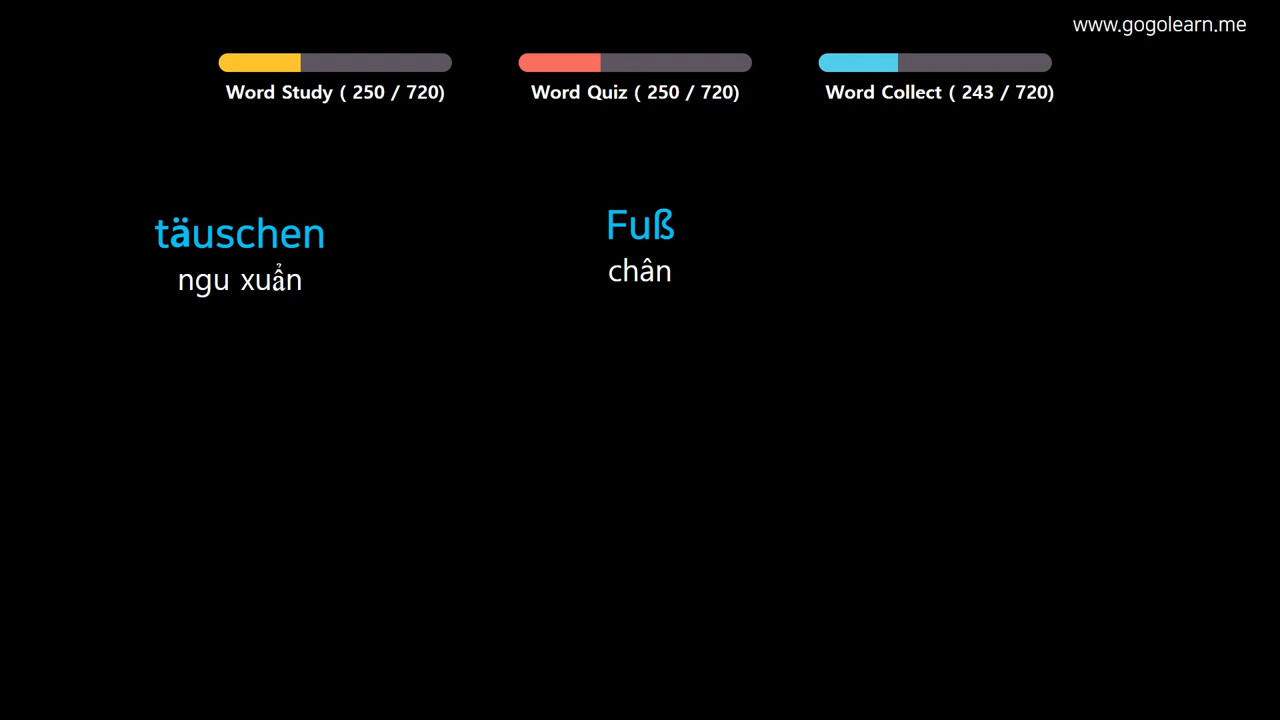 www.gogolearn.me
Word Study ( 250 / 720)
Word Quiz ( 250 / 720)
Word Collect ( 243 / 720)
täuschen
ngu xuẩn
Fuß
chân